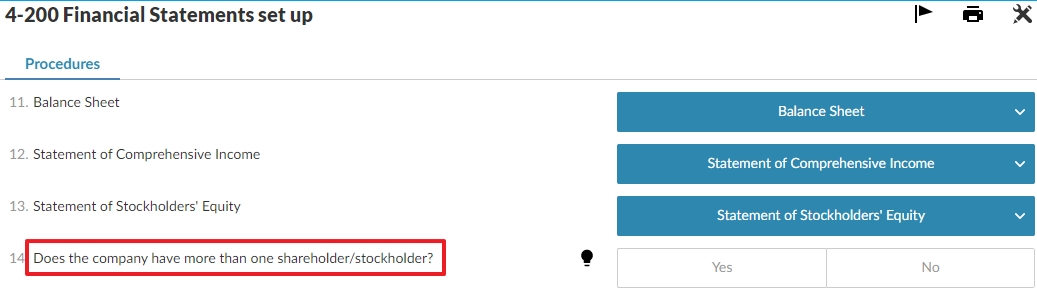 4-200 Financial Statements set up
Procedures
11. Balance Sheet
Balance Sheet
12. Statement of Comprehensive Income
Statement of Comprehensive Income
13. Statement of Stockholders' Equity
Statement of Stockholders' Equity
14 Does the company have more than one shareholder/stockholder?
Yes No